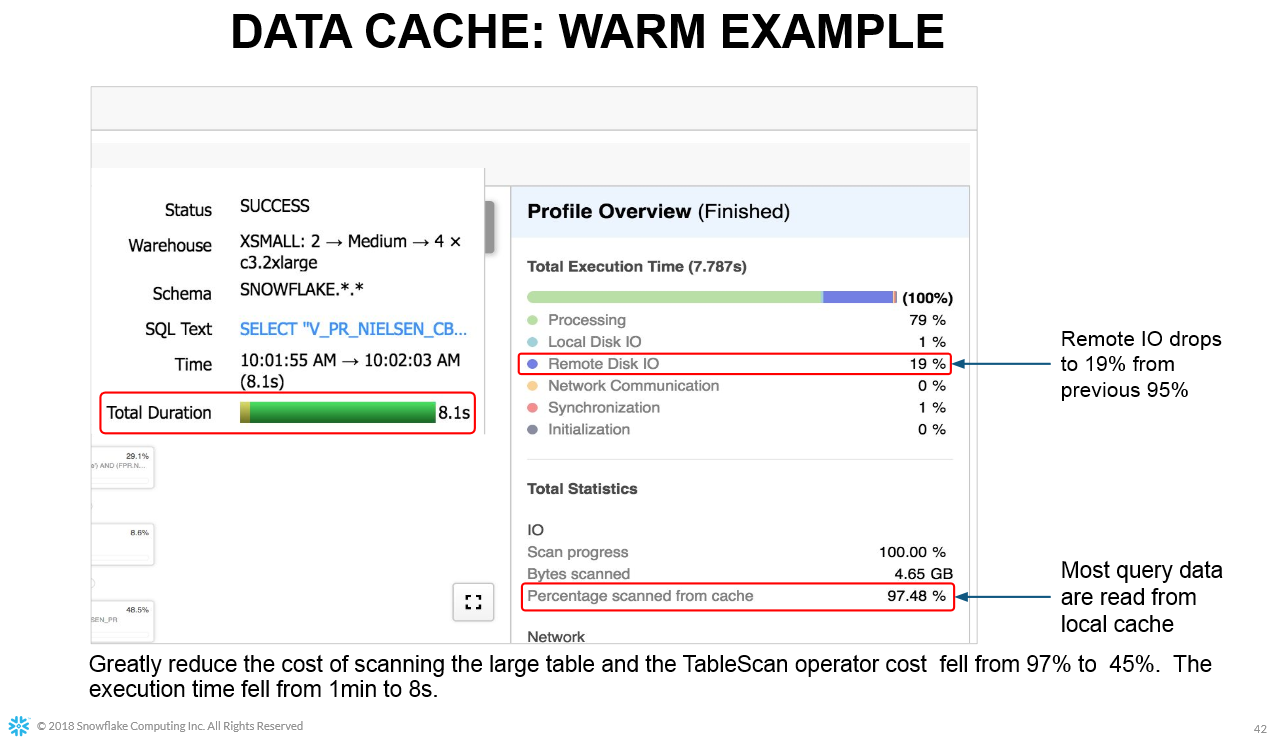 DATA CACHE: WARM EXAMPLE
Status SUCCESS
Warehouse XSMALL: 2 → Medium → 4 ×
c3.2xlarge
Schema SNOWFLAKE.*.*
SQL Text SELECT "V_PR_NIELSEN_CB...
Time 10:01:55 AM → 10:02:03 AM
(8.1s)
Total Duration 8.1s
29.1%
AND (FPR.N...
8.6%
48.5%
SEN_PR
Profile Overview (Finished)
Total Execution Time (7.787s)
(100%)
Processing 79 %
Local Disk IO 1 %
Remote Disk IO 19 %
Network Communication 0 %
Synchronization 1 %
Initialization 0 %
Total Statistics
IO
Scan progress 100.00 %
Bytes scanned 4.65 GB
Percentage scanned from cache 97.48 %
Network
Remote IO drops
to 19% from
previous 95%
Most query data
are read from
local cache
Greatly reduce the cost of scanning the large table and the TableScan operator cost fell from 97% to 45%. The
execution time fell from 1min to 8s.
© 2018 Snowflake Computing Inc. All Rights Reserved
42